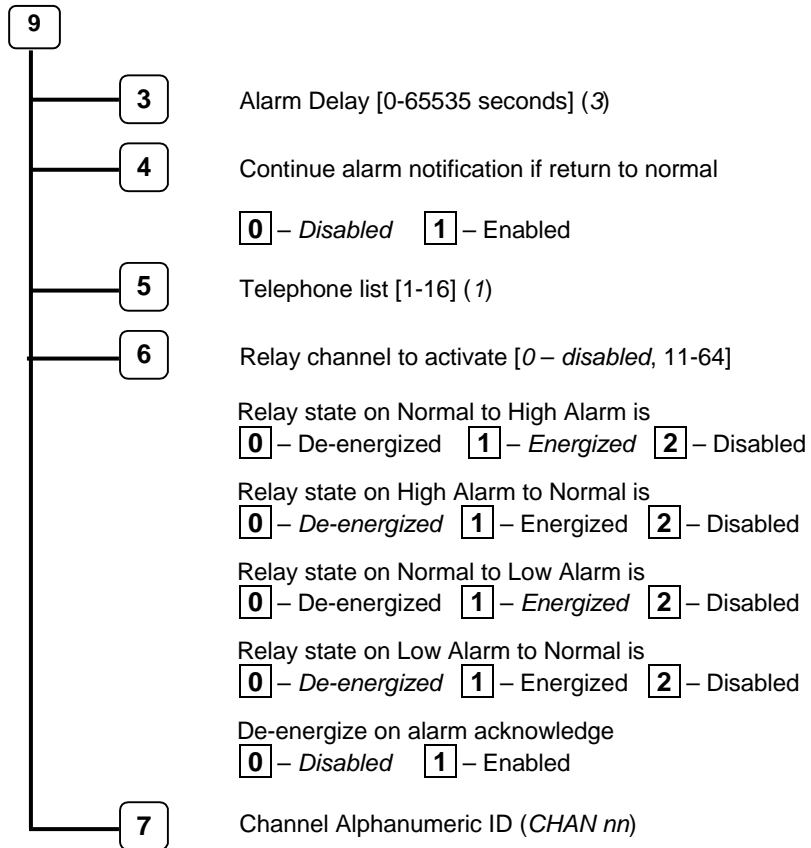 9
3 Alarm Delay [0-65535 seconds] (3)
4 Continue alarm notification if return to normal
0 – Disabled 1 – Enabled
5 Telephone list [1-16] (1)
6 Relay channel to activate [0 – disabled, 11-64]
Relay state on Normal to High Alarm is
0 – De-energized 1 – Energized 2 – Disabled
Relay state on High Alarm to Normal is
0 – De-energized 1 – Energized 2 – Disabled
Relay state on Normal to Low Alarm is
0 – De-energized 1 – Energized 2 – Disabled
Relay state on Low Alarm to Normal is
0 – De-energized 1 – Energized 2 – Disabled
De-energize on alarm acknowledge
0 – Disabled 1 – Enabled
7 Channel Alphanumeric ID (CHAN nn)